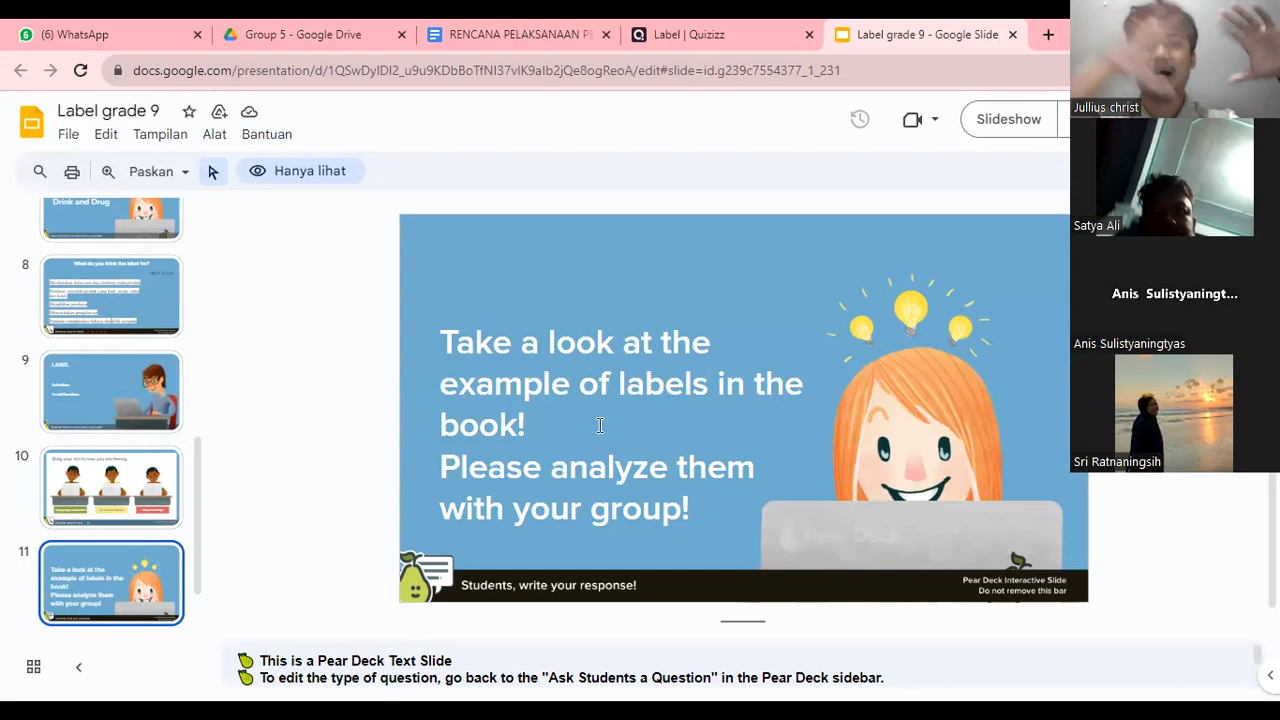 (6) WhatsApp
Group 5 - Google Drive
RENCANA PELAKSANAAN PE
Label | Quizizz
Label grade 9 - Google Slide
docs.google.com/presentation/d/1QSwDyIDI2_u9u9KDbBoTfNI37vlK9aIb2jQe8ogReoA/edit#slide=id.g239c7554377_1_231
Label grade 9
File Edit Tampilan Alat Bantuan
Slideshow
Paskan
Hanya lihat
Drink and Drug
8
What do you think the label for?
9
LABEL
10
11
Take a look at the
example of labels in the
book!
Please analyze them
with your group!
Take a look at the
example of labels in the
book!
Please analyze them
with your group!
Students, write your response!
Pear Deck Interactive Slide
Do not remove this bar
This is a Pear Deck Text Slide
To edit the type of question, go back to the "Ask Students a Question" in the Pear Deck sidebar.
Jullius christ
Satya Ali
Anis Sulistyaningt...
Anis Sulistyaningtyas
Sri Ratnaningsih